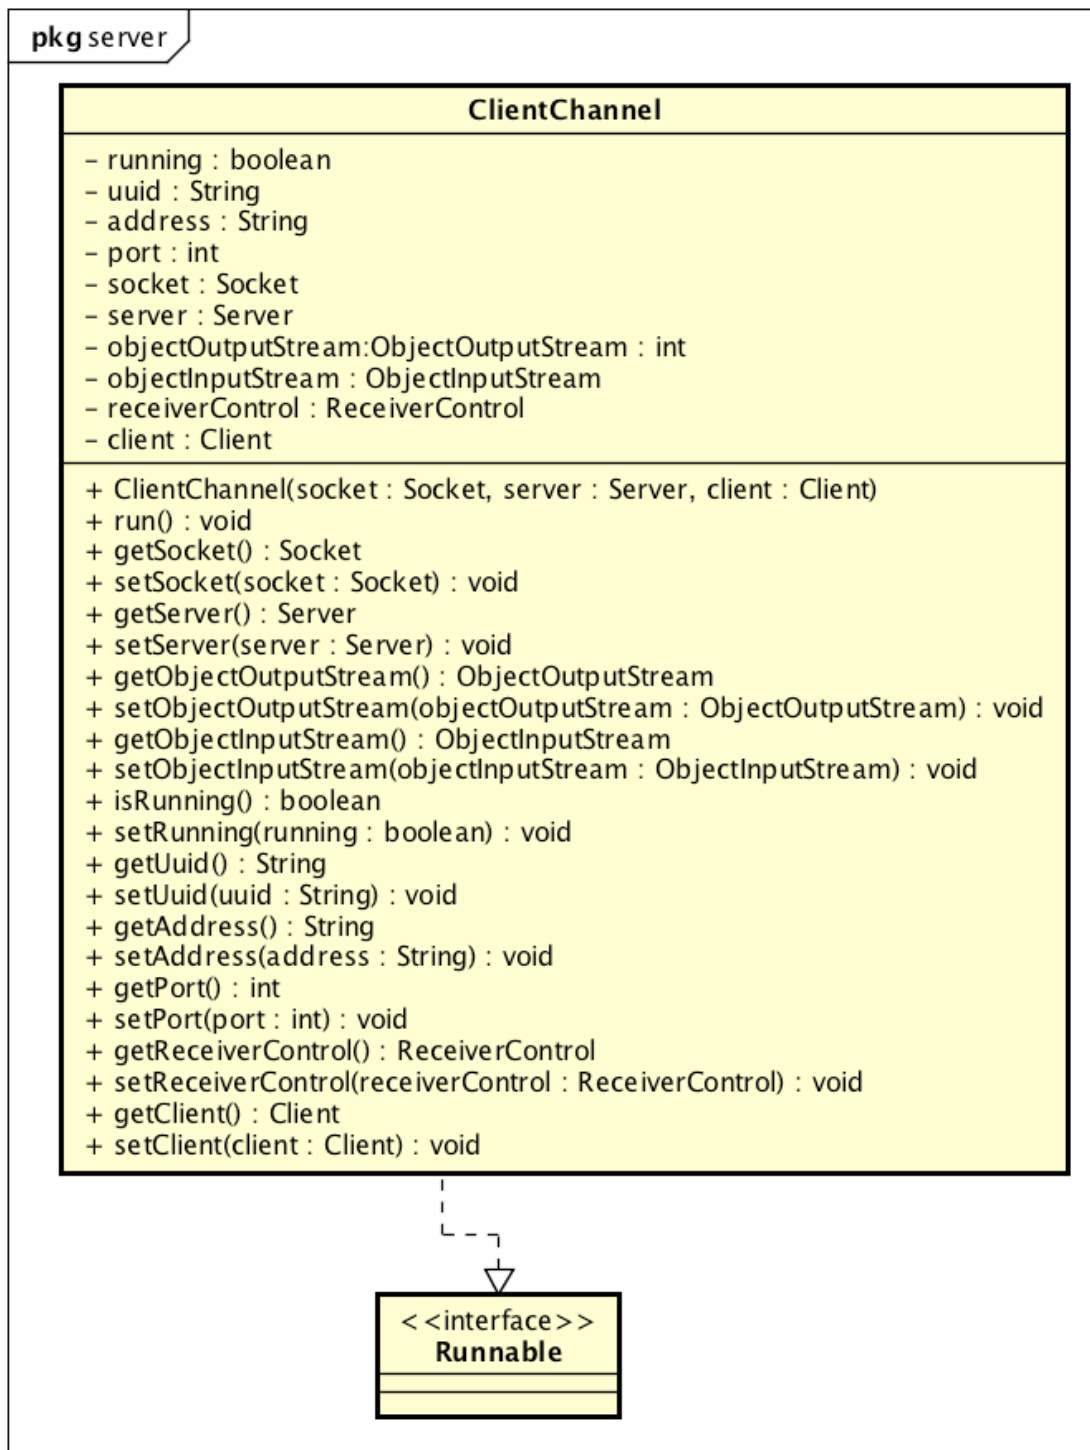 pkg server
ClientChannel
– running : boolean
– uuid : String
– address : String
– port : int
– socket : Socket
– server : Server
– objectOutputStream:ObjectOutputStream : int
– objectInputStream : ObjectInputStream
– receiverControl : ReceiverControl
– client : Client
+ ClientChannel(socket : Socket, server : Server, client : Client)
+ run() : void
+ getSocket() : Socket
+ setSocket(socket : Socket) : void
+ getServer() : Server
+ setServer(server : Server) : void
+ getObjectOutputStream() : ObjectOutputStream
+ setObjectOutputStream(objectOutputStream : ObjectOutputStream) : void
+ getObjectInputStream() : ObjectInputStream
+ setObjectInputStream(objectInputStream : ObjectInputStream) : void
+ isRunning() : boolean
+ setRunning(running : boolean) : void
+ getUuid() : String
+ setUuid(uuid : String) : void
+ getAddress() : String
+ setAddress(address : String) : void
+ getPort() : int
+ setPort(port : int) : void
+ getReceiverControl() : ReceiverControl
+ setReceiverControl(receiverControl : ReceiverControl) : void
+ getClient() : Client
+ setClient(client : Client) : void
<<interface>>
Runnable